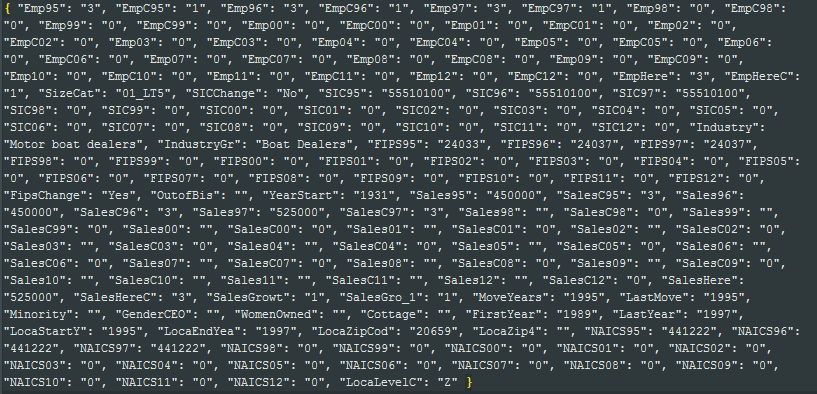 { "Emp95": "3", "EmpC95": "1", "Emp96": "3", "EmpC96": "1", "Emp97": "3", "EmpC97": "1", "Emp98": "0", "EmpC98":
"0", "Emp99": "0", "EmpC99": "0", "Emp00": "0", "EmpC00": "0", "Emp01": "0", "EmpC01": "0", "Emp02": "0",
"EmpC02": "0", "Emp03": "0", "EmpC03": "0", "Emp04": "0", "EmpC04": "0", "Emp05": "0", "EmpC05": "0", "Emp06":
"0", "EmpC06": "0", "Emp07": "0", "EmpC07": "0", "Emp08": "0", "EmpC08": "0", "Emp09": "0", "EmpC09": "0",
"Emp10": "0", "EmpC10": "0", "Emp11": "0", "EmpC11": "0", "Emp12": "0", "EmpC12": "0", "EmpHere": "3", "EmpHereC":
"1", "SizeCat": "01_LT5", "SICChange": "No", "SIC95": "55510100", "SIC96": "55510100", "SIC97": "55510100",
"SIC98": "0", "SIC99": "0", "SIC00": "0", "SIC01": "0", "SIC02": "0", "SIC03": "0", "SIC04": "0", "SIC05": "0",
"SIC06": "0", "SIC07": "0", "SIC08": "0", "SIC09": "0", "SIC10": "0", "SIC11": "0", "SIC12": "0", "Industry":
"Motor boat dealers", "IndustryGr": "Boat Dealers", "FIPS95": "24033", "FIPS96": "24037", "FIPS97": "24037",
"FIPS98": "0", "FIPS99": "0", "FIPS00": "0", "FIPS01": "0", "FIPS02": "0", "FIPS03": "0", "FIPS04": "0", "FIPS05":
"0", "FIPS06": "0", "FIPS07": "0", "FIPS08": "0", "FIPS09": "0", "FIPS10": "0", "FIPS11": "0", "FIPS12": "0",
"FipsChange": "Yes", "OutofBis": "", "YearStart": "1931", "Sales95": "450000", "SalesC95": "3", "Sales96":
"450000", "SalesC96": "3", "Sales97": "525000", "SalesC97": "3", "Sales98": "", "SalesC98": "0", "Sales99": "",
"SalesC99": "0", "Sales00": "", "SalesC00": "0", "Sales01": "", "SalesC01": "0", "Sales02": "", "SalesC02": "0",
"Sales03": "", "SalesC03": "0", "Sales04": "", "SalesC04": "0", "Sales05": "", "SalesC05": "0", "Sales06": "",
"SalesC06": "0", "Sales07": "", "SalesC07": "0", "Sales08": "", "SalesC08": "0", "Sales09": "", "SalesC09": "0",
"Sales10": "", "SalesC10": "", "Sales11": "", "SalesC11": "", "Sales12": "", "SalesC12": "0", "SalesHere":
"525000", "SalesHereC": "3", "SalesGrowt": "1", "SalesGro_1": "1", "MoveYears": "1995", "LastMove": "1995",
"Minority": "", "GenderCEO": "", "WomenOwned": "", "Cottage": "", "FirstYear": "1989", "LastYear": "1997",
"LocaStartY": "1995", "LocaEndYea": "1997", "LocaZipCod": "20659", "LocaZip4": "", "NAICS95": "441222", "NAICS96":
"441222", "NAICS97": "441222", "NAICS98": "0", "NAICS99": "0", "NAICS00": "0", "NAICS01": "0", "NAICS02": "0",
"NAICS03": "0", "NAICS04": "0", "NAICS05": "0", "NAICS06": "0", "NAICS07": "0", "NAICS08": "0", "NAICS09": "0",
"NAICS10": "0", "NAICS11": "0", "NAICS12": "0", "LocaLevelC": "Z" }